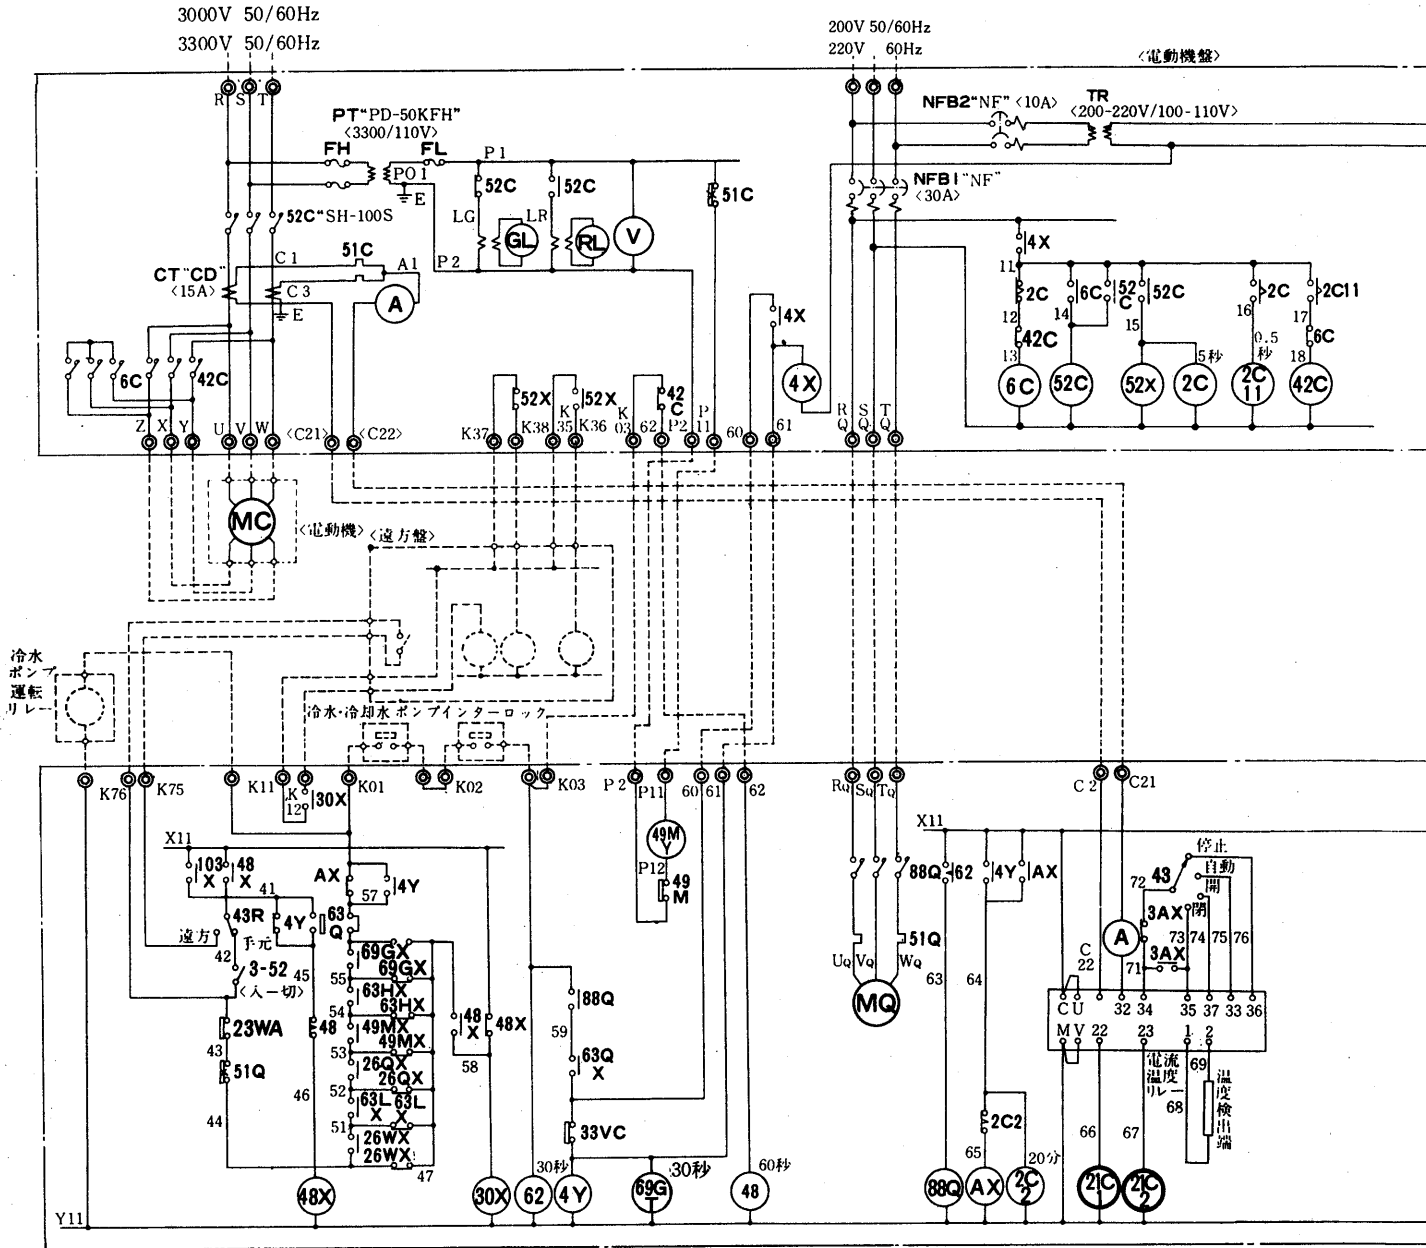 3000V 50/60Hz
3300V 50/60Hz
200V 50/60Hz
220V 60Hz
<電動機盤>
R S T
PT"PD-50KFH"
<3300/110V>
FH
FL
P1
PO1
E
52C
52C
51C
LG
LR
GL
RL
V
52C"SH-100S
C1
51C
A1
P2
CT"CD"
<15A>
C3
E
A
4X
4X
NFB2"NF"<10A>
TR
<200-220V/100-110V>
NFB1"NF"
<30A>
4X
11
2C
6C
52C
52C
2C
2C11
12
14
15
16
17
42C
6C
13
5秒
0.5秒
18
6C
52C
52X
2C
2C11
42C
6C
42C
52X
52X
42C
Z X Y U V W <C21> <C22>
K37
K38
K35
K36
K03
62
P2
P11
60
61
RQ
SQ
TQ
MC
<電動機>
<遠方盤>
冷水ポンプ運転リレー
冷水・冷却水ポンプインターロック
K76
K75
K11
K12
30X
K01
K02
K03
P2
P11
60
61
62
RQ
SQ
TQ
C2
C21
X11
103X
48X
AX
57
4Y
41
43R
4Y
63Q
遠方
手元
42
3-52
<入一切>
45
69GX
69GX
55
63HX
63HX
54
49MX
49MX
53
26QX
26QX
52
63LX
63LX
51
26WX
26WX
47
23WA
43
51Q
44
48
46
48X
58
48X
49MY
P12
49M
88Q
59
63QX
33VC
30秒
30秒
60秒
48X
30X
62
4Y
69GT
48
Y11
51Q
UQ
VQ
WQ
MQ
X11
88Q
62
4Y
AX
63
64
2C2
65
20分
88Q
AX
2C2
停止
自動
43
開
72
閉
3AX
3AX
73
74
75
76
A
71
C22
C U 32 34 35 37 33 36
M V 22 23 1 2
電流
温度
リレー
68
69
温度検出端
66
67
21C1
21C2